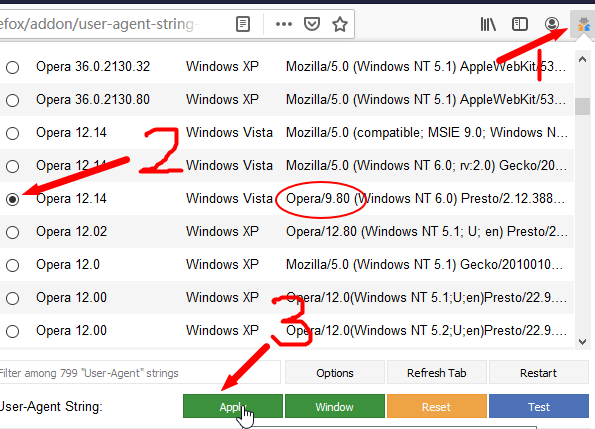 efox/addon/user-agent-string-
1
Opera 36.0.2130.32 Windows XP Mozilla/5.0 (Windows NT 5.1) AppleWebKit/53...
Opera 36.0.2130.80 Windows XP Mozilla/5.0 (Windows NT 5.1) AppleWebKit/53...
Opera 12.14 Windows Vista Mozilla/5.0 (compatible; MSIE 9.0; Windows N...
2
Opera 12.14 Windows Vista Mozilla/5.0 (Windows NT 6.0; rv:2.0) Gecko/20...
Opera 12.14 Windows Vista Opera/9.80 (Windows NT 6.0) Presto/2.12.388...
Opera 12.02 Windows XP Opera/12.80 (Windows NT 5.1; U; en) Presto/2...
Opera 12.0 Windows XP Mozilla/5.0 (Windows NT 5.1) Gecko/2010010...
Opera 12.00 Windows XP Opera/12.0(Windows NT 5.1;U;en)Presto/22.9...
3
Opera 12.00 Windows XP Opera/12.0(Windows NT 5.2;U;en)Presto/22.9...
Filter among 799 "User-Agent" strings Options Refresh Tab Restart
User-Agent String: Apply Window Reset Test